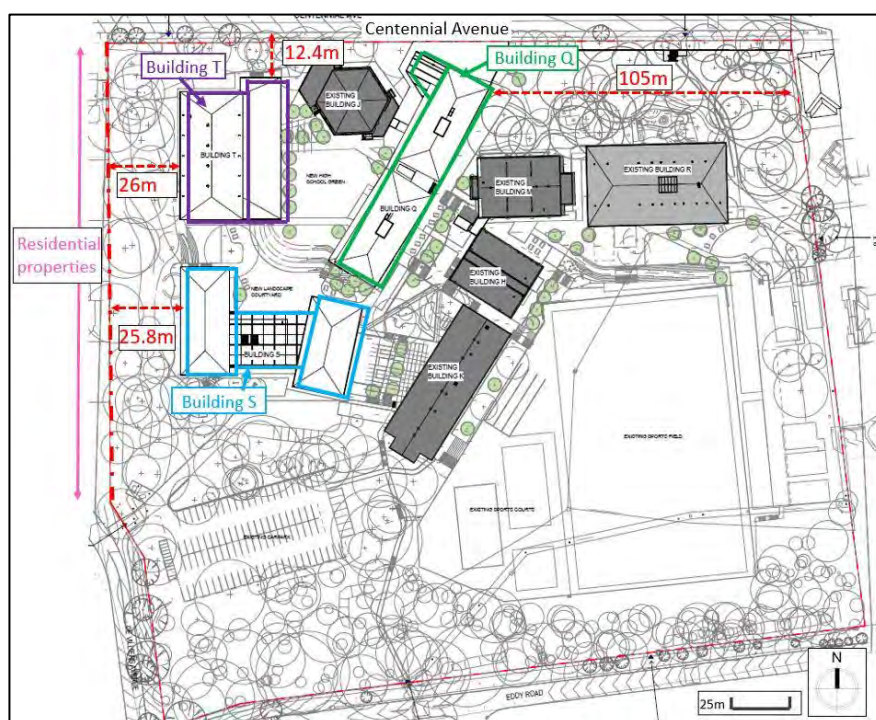 CENTENNIAL AVE
Centennial Avenue
12.4m
Building T
Building Q
105m
EXISTING
BUILDING J
BUILDING T
NEW HIGH
SCHOOL GREEN
EXISTING
BUILDING M
EXISTING BUILDING R
26m
BUILDING Q
Residential
properties
EXISTING
BUILDING H
NEW LANDSCAPE
COURTYARD
25.8m
BUILDING S
EXISTING
BUILDING K
Building S
EXISTING SPORTS FIELD
EXISTING SPORTS COURTS
EXISTING CARPARK
N
EDDY ROAD
25m